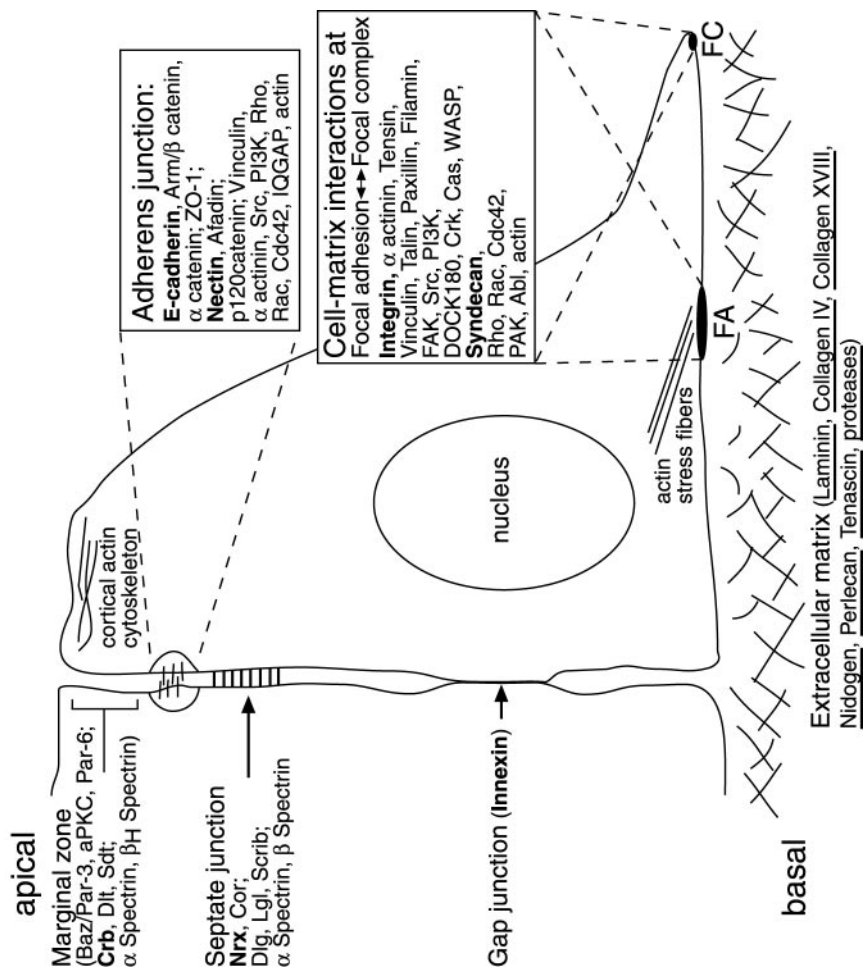 apical
Marginal zone
(Baz/Par-3, aPKC, Par-6;
Crb, Dlt, Sdt;
α Spectrin, βH Spectrin)
Septate junction
Nrx, Cor;
Dlg, Lgl, Scrib;
α Spectrin, β Spectrin
Gap junction (Innexin)
basal
cortical actin
cytoskeleton
nucleus
actin
stress fibers
FA
FC
Adherens junction:
E-cadherin, Arm/β catenin,
α catenin; ZO-1;
Nectin, Afadin;
p120catenin; Vinculin,
α actinin, Src, PI3K, Rho,
Rac, Cdc42, IQGAP, actin
Cell-matrix interactions at
Focal adhesion↔Focal complex
Integrin, α actinin, Tensin,
Vinculin, Talin, Paxillin, Filamin,
FAK, Src, PI3K,
DOCK180, Crk, Cas, WASP,
Syndecan,
Rho, Rac, Cdc42,
PAK, Abl, actin
Extracellular matrix (Laminin, Collagen IV, Collagen XVIII,
Nidogen, Perlecan, Tenascin, proteases)